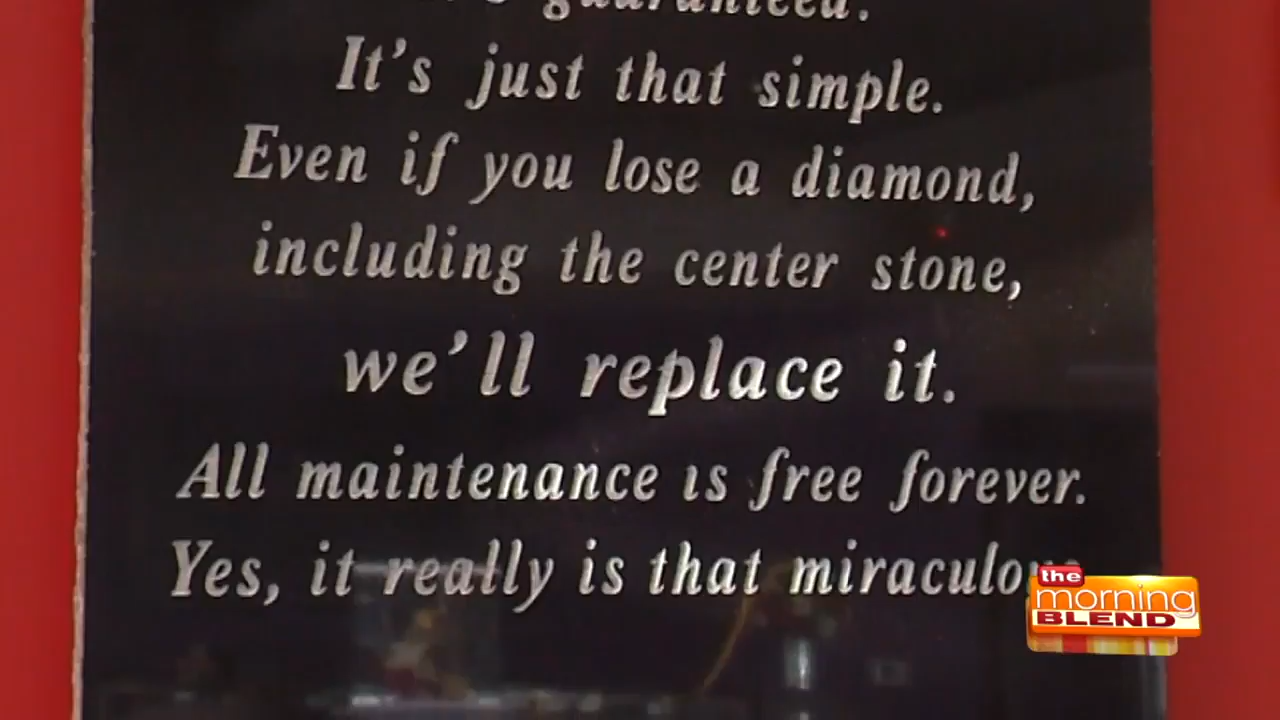 guaranteed.
It's just that simple.
Even if you lose a diamond,
including the center stone,
we'll replace it.
All maintenance is free forever.
Yes, it really is that
the
morning
BLEND